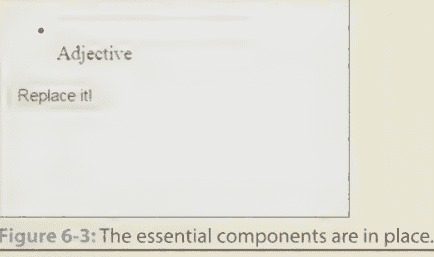 •
Adjective
Replace it!
Figure 6-3: The essential components are in place.